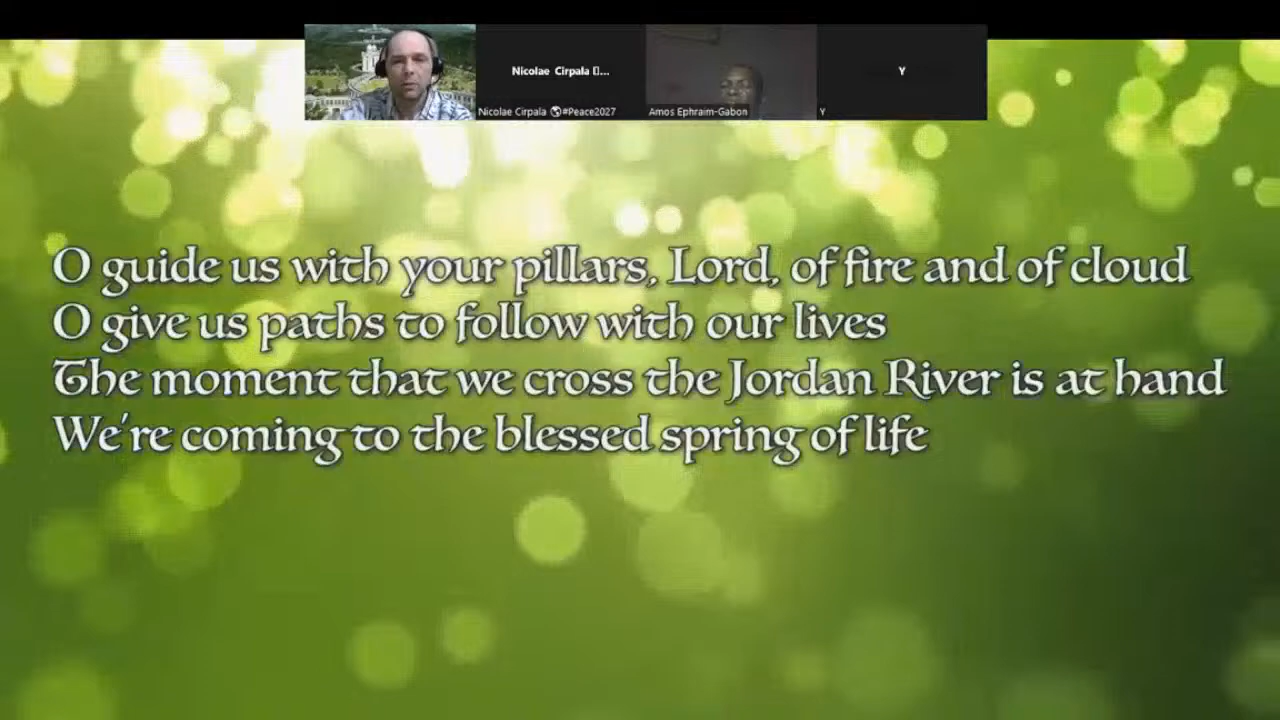 Nicolae Cirpala (▯...
Y
Nicolae Cirpala 🌎#Peace2027
Amos Ephraim-Gabon
Y
O guide us with your pillars, Lord, of fire and of cloud
O give us paths to follow with our lives
The moment that we cross the Jordan River is at hand
We're coming to the blessed spring of life